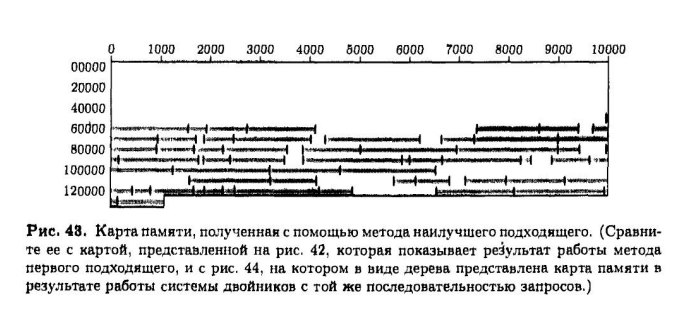 0 1000 2000 3000 4000 5000 6000 7000 8000 9000 10000
00000
20000
40000
60000
80000
100000
120000
Рис. 43. Карта памяти, полученная с помощью метода наилучшего подходящего. (Сравни-
те ее с картой, представленной на рис. 42, которая показывает результат работы метода
первого подходящего, и с рис. 44, на котором в виде дерева представлена карта памяти в
результате работы системы двойников с той же последовательностью запросов.)